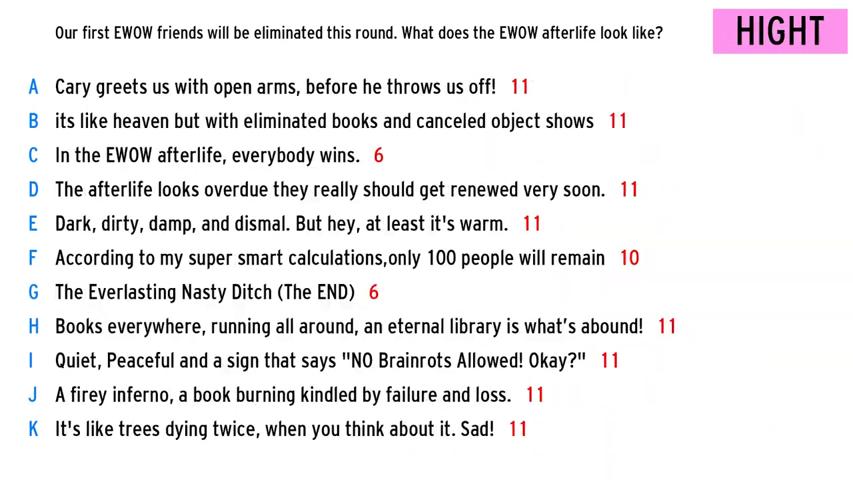 Our first EWOW friends will be eliminated this round. What does the EWOW afterlife look like?
HIGHT
A Cary greets us with open arms, before he throws us off! 11
B its like heaven but with eliminated books and canceled object shows 11
C In the EWOW afterlife, everybody wins. 6
D The afterlife looks overdue they really should get renewed very soon. 11
E Dark, dirty, damp, and dismal. But hey, at least it's warm. 11
F According to my super smart calculations,only 100 people will remain 10
G The Everlasting Nasty Ditch (The END) 6
H Books everywhere, running all around, an eternal library is what’s abound! 11
I Quiet, Peaceful and a sign that says "NO Brainrots Allowed! Okay?" 11
J A firey inferno, a book burning kindled by failure and loss. 11
K It's like trees dying twice, when you think about it. Sad! 11